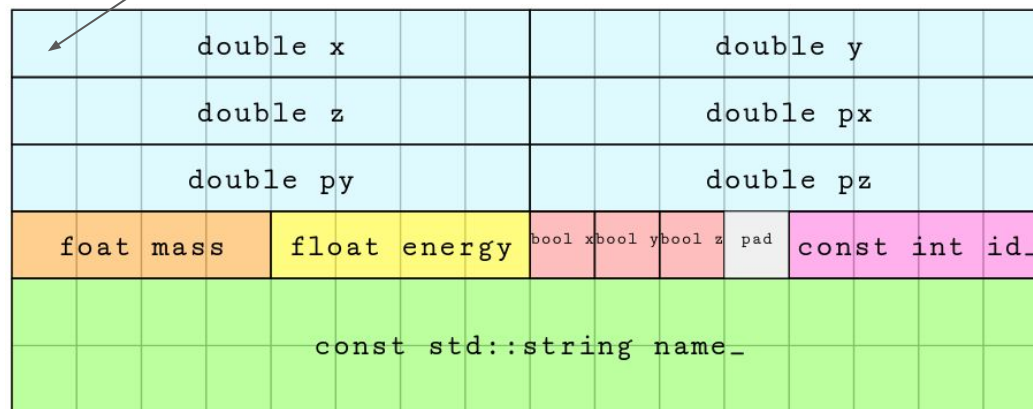 double x double y
double z double px
double py double pz
foat mass float energy bool x bool y bool z pad const int id_
const std::string name_